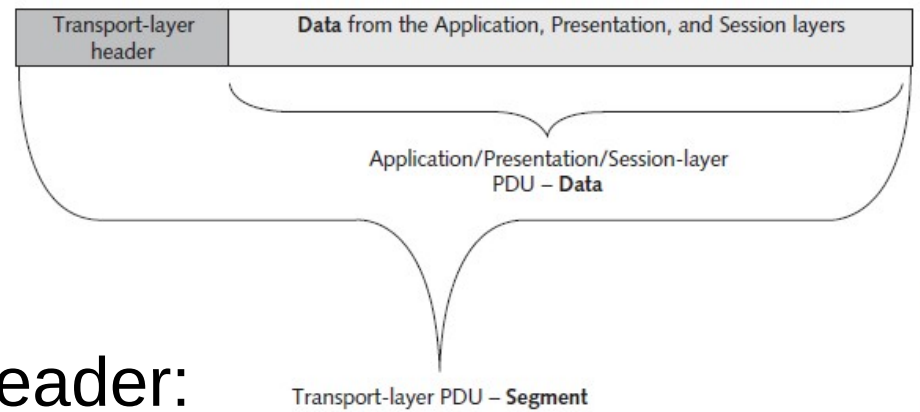 Transport-layer
header
Data from the Application, Presentation, and Session layers
Application/Presentation/Session-layer
PDU – Data
eader:
Transport-layer PDU – Segment